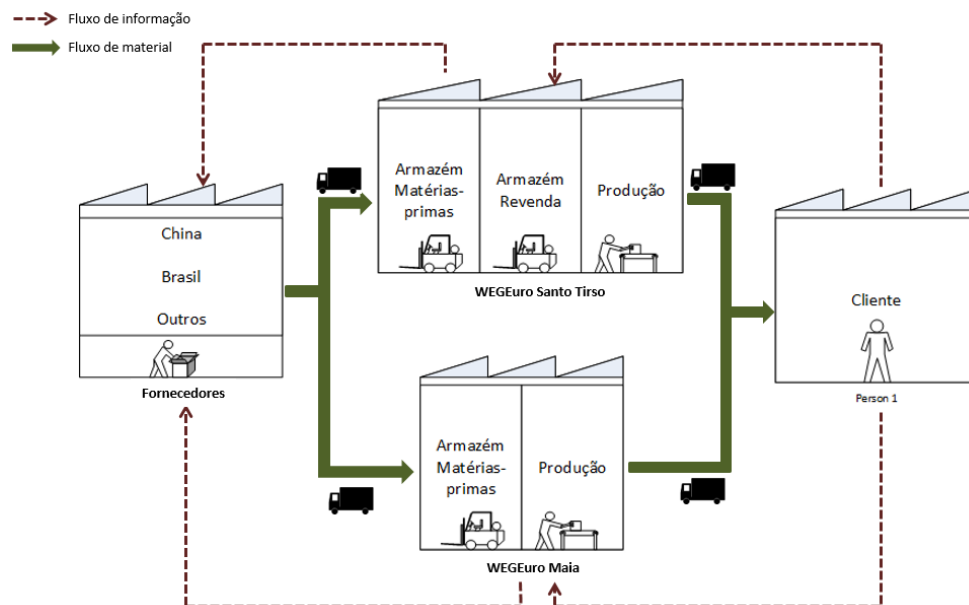 Fluxo de informação
Fluxo de material
Armazém
Matérias-
primas
Armazém
Revenda
Produção
WEGEuro Santo Tirso
China
Brasil
Outros
Fornecedores
Cliente
Person 1
Armazém
Matérias-
primas
Produção
WEGEuro Maia